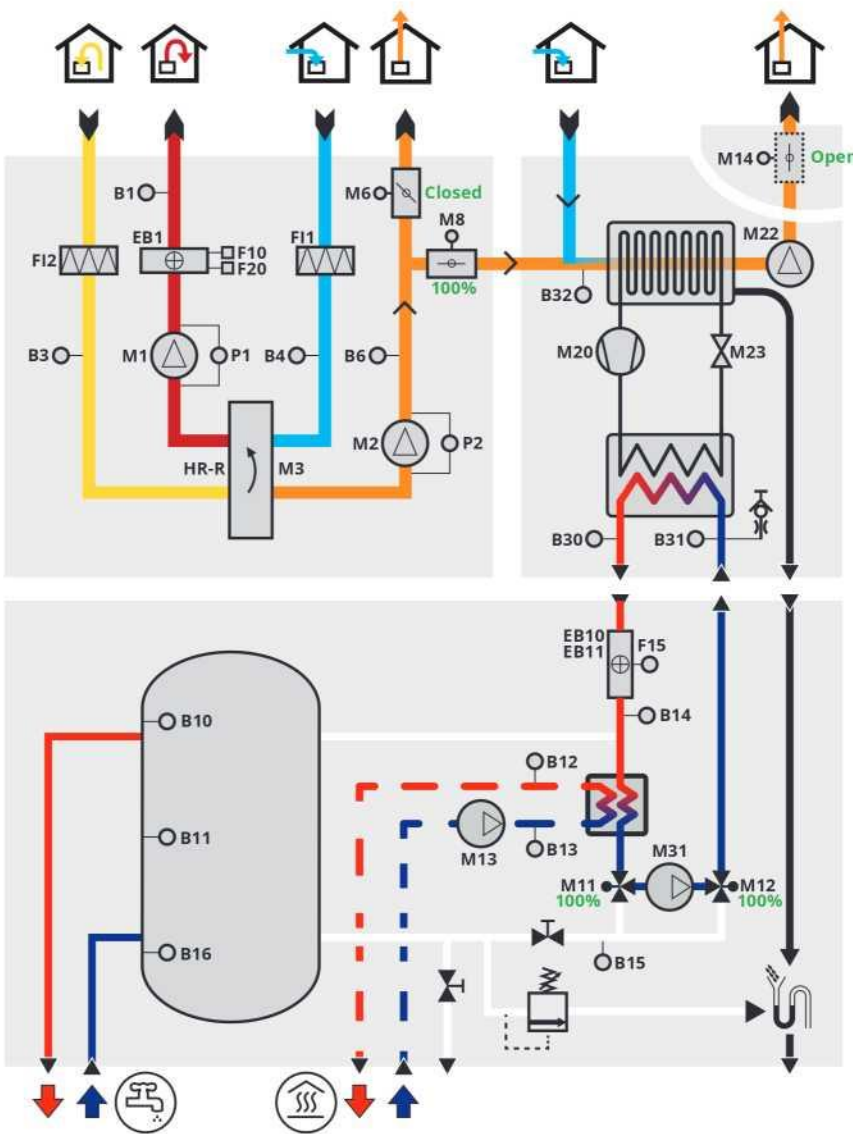 M14
Open
B1
M6
Closed
M8
EB1
F10
F20
FI2
FI1
M22
100%
B32
B3
M1
P1
B4
B6
M20
M23
M2
P2
HR-R
M3
B30
B31
EB10
EB11
F15
B10
B14
B12
B11
M13
B13
M31
M11
100%
M12
100%
B16
B15